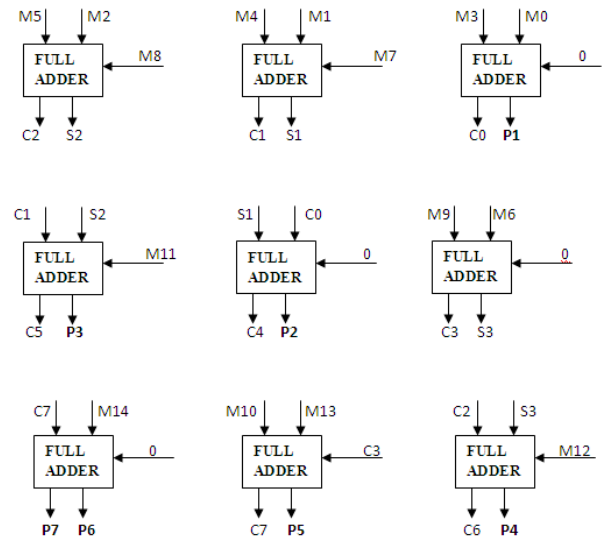 M5 M2 M4 M1 M3 M0
FULL ADDER M8 FULL ADDER M7 FULL ADDER 0
C2 S2 C1 S1 C0 P1
C1 S2 S1 C0 M9 M6
FULL ADDER M11 FULL ADDER 0 FULL ADDER 0
C5 P3 C4 P2 C3 S3
C7 M14 M10 M13 C2 S3
FULL ADDER 0 FULL ADDER C3 FULL ADDER M12
P7 P6 C7 P5 C6 P4